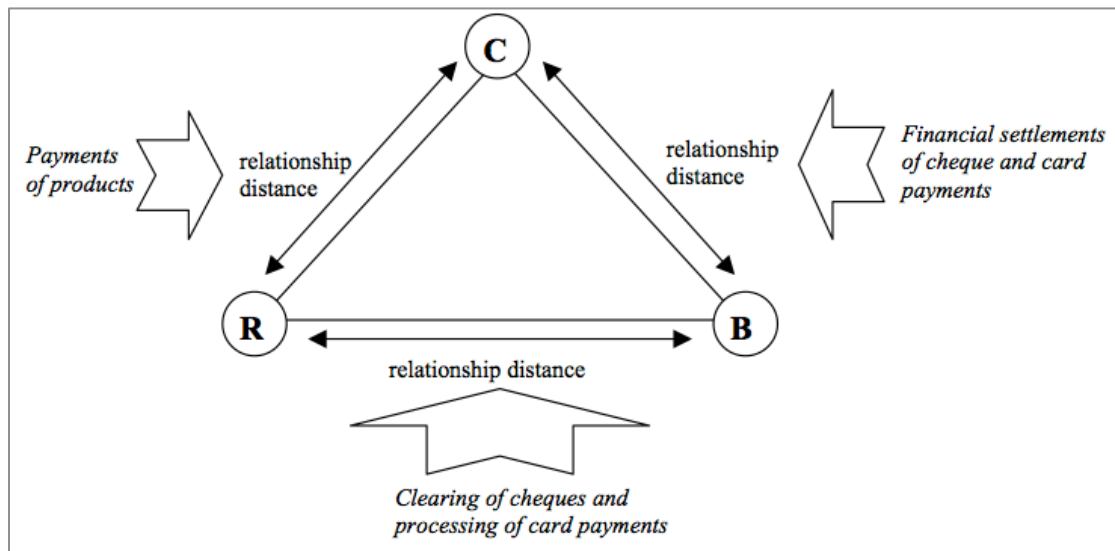 C
Payments
of products
relationship
distance
relationship
distance
Financial settlements
of cheque and card
payments
R
B
relationship distance
Clearing of cheques and
processing of card payments